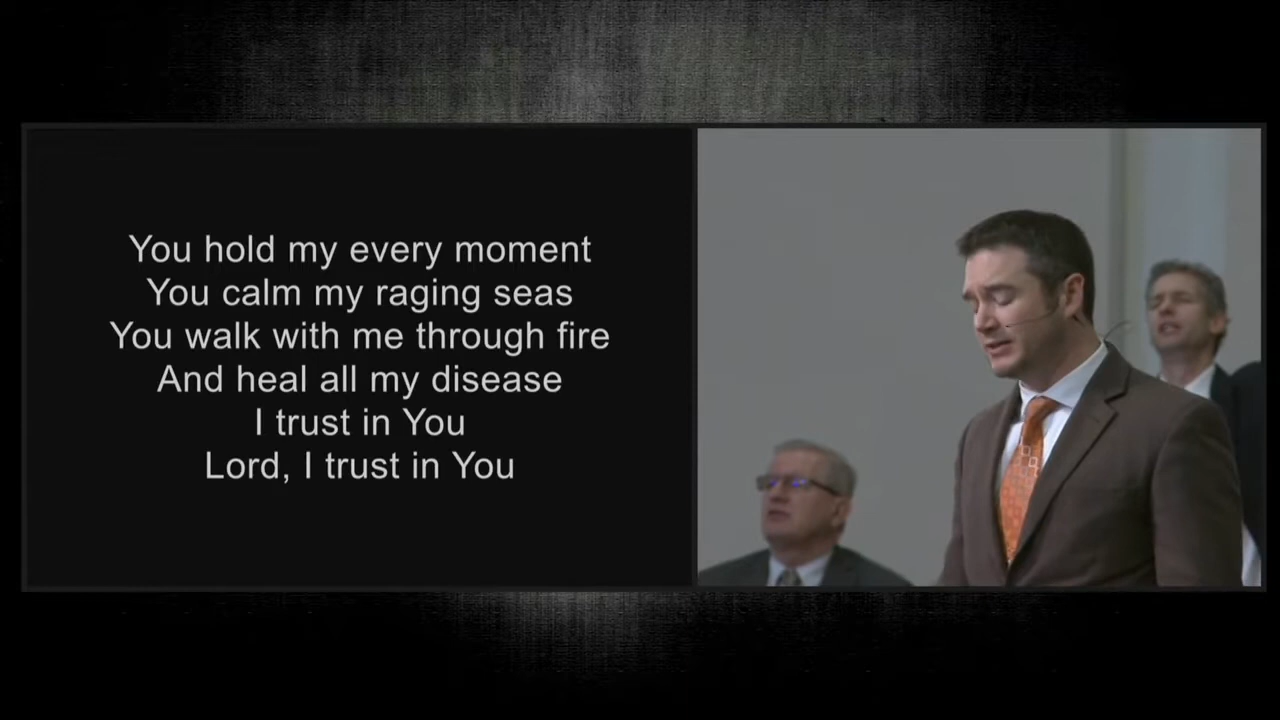 You hold my every moment
You calm my raging seas
You walk with me through fire
And heal all my disease
I trust in You
Lord, I trust in You